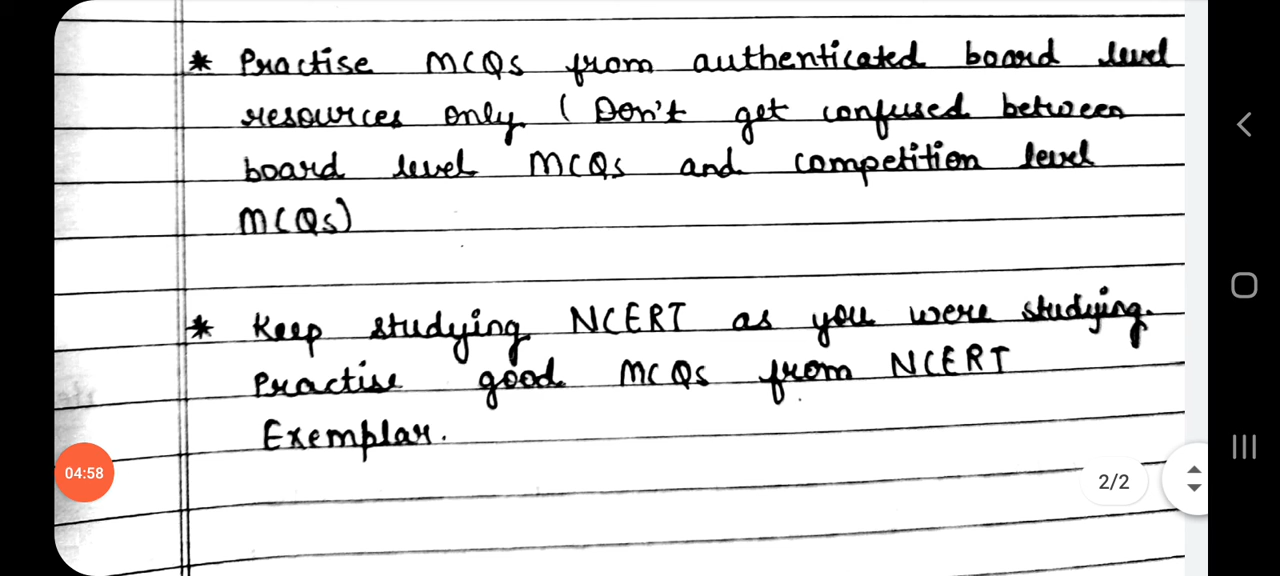 * Practise MCQs from authenticated board level
resources only. (Don't get confused between
board level MCQs and competition level
MCQs)
* Keep studying NCERT as you were studying.
Practise good MCQs from NCERT
Exemplar.
04:58
2/2